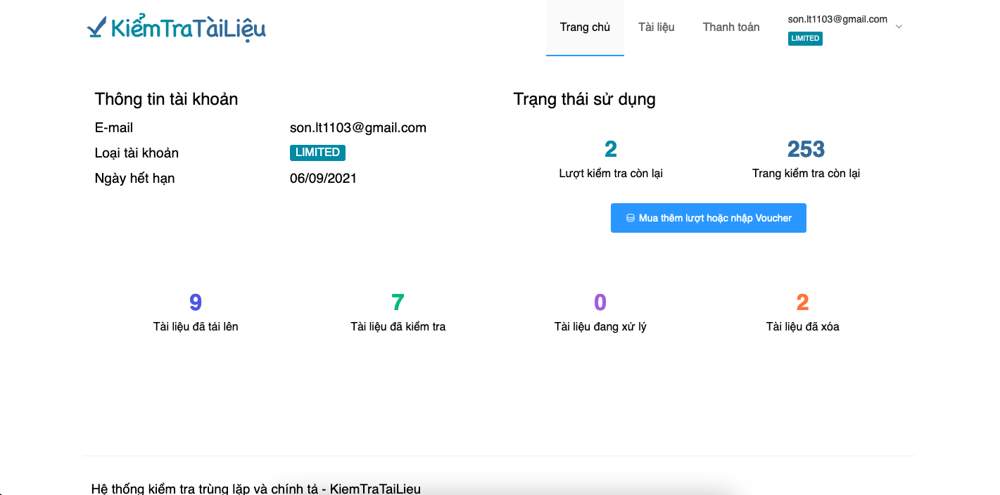 KiểmTraTàiLiệu
Trang chủ
Tài liệu
Thanh toán
son.lt1103@gmail.com
LIMITED
Thông tin tài khoản
E-mail son.lt1103@gmail.com
Loại tài khoản LIMITED
Ngày hết hạn 06/09/2021
Trạng thái sử dụng
2
Lượt kiểm tra còn lại
253
Trang kiểm tra còn lại
Mua thêm lượt hoặc nhập Voucher
9
Tài liệu đã tải lên
7
Tài liệu đã kiểm tra
0
Tài liệu đang xử lý
2
Tài liệu đã xóa
Hệ thống kiểm tra trùng lặp và chính tả - KiemTraTaiLieu